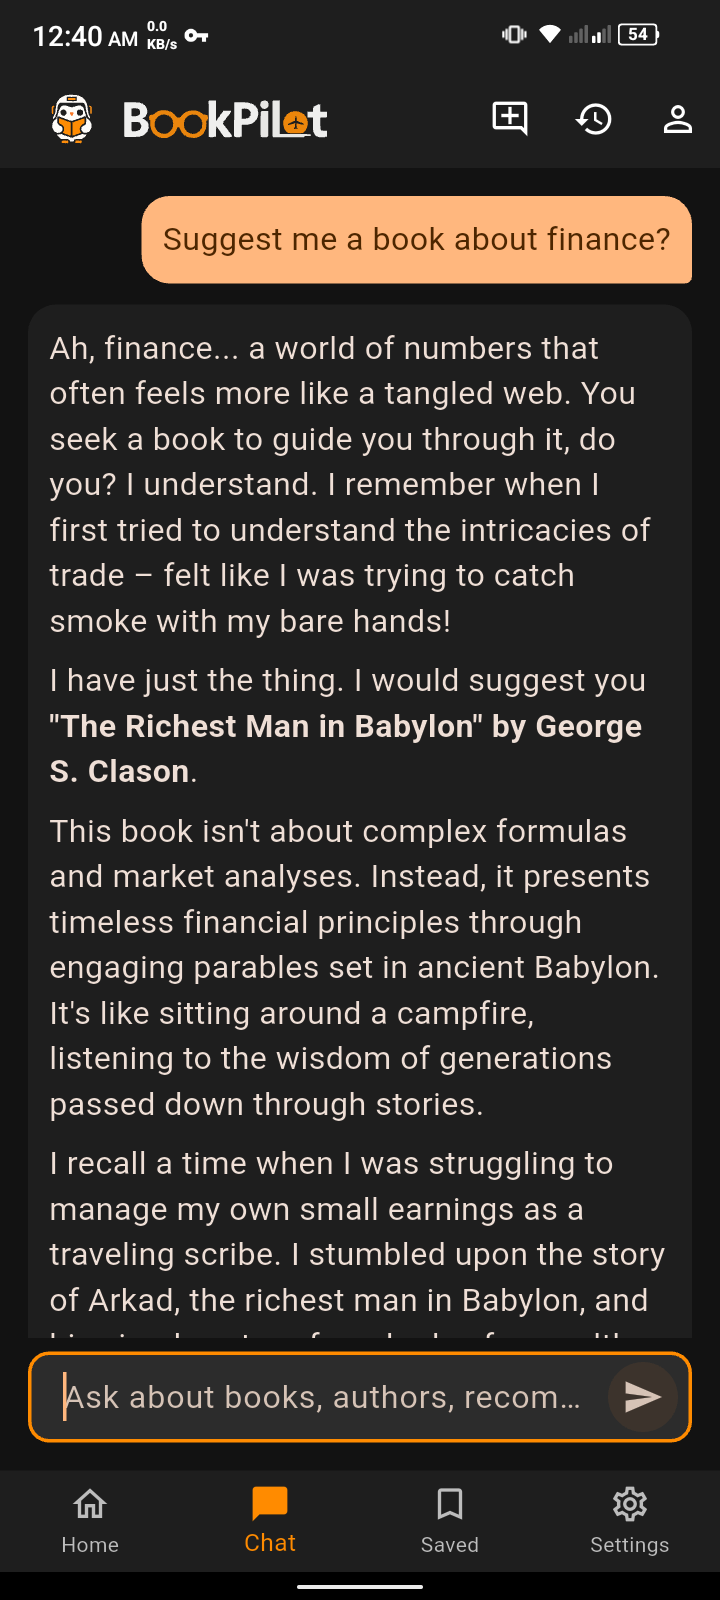 12:40 AM 0.0 KB/s 54
BookPilot
Suggest me a book about finance?
Ah, finance... a world of numbers that
often feels more like a tangled web. You
seek a book to guide you through it, do
you? I understand. I remember when I
first tried to understand the intricacies of
trade – felt like I was trying to catch
smoke with my bare hands!
I have just the thing. I would suggest you
"The Richest Man in Babylon" by George
S. Clason.
This book isn't about complex formulas
and market analyses. Instead, it presents
timeless financial principles through
engaging parables set in ancient Babylon.
It's like sitting around a campfire,
listening to the wisdom of generations
passed down through stories.
I recall a time when I was struggling to
manage my own small earnings as a
traveling scribe. I stumbled upon the story
of Arkad, the richest man in Babylon, and
Ask about books, authors, recom...
Home Chat Saved Settings